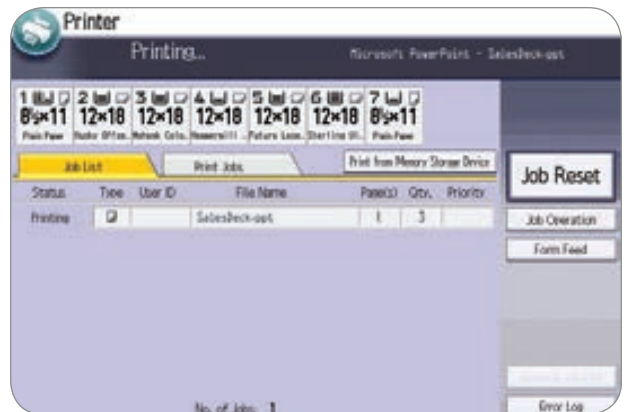 Printer
Printing... Microsoft PowerPoint - SalesDeck.ppt
1 2 3 4 5 6 7
8½×11 12×18 12×18 12×18 12×18 12×18 8½×11
Plain Paper Plain Paper
Job List Print Jobs Print from Memory Storage Device
Job Reset
Status Type User ID File Name Page(s) Qty. Priority
Printing SalesDeck.ppt 1 3
Job Operation
Form Feed
No. of Jobs: 1
Error Log